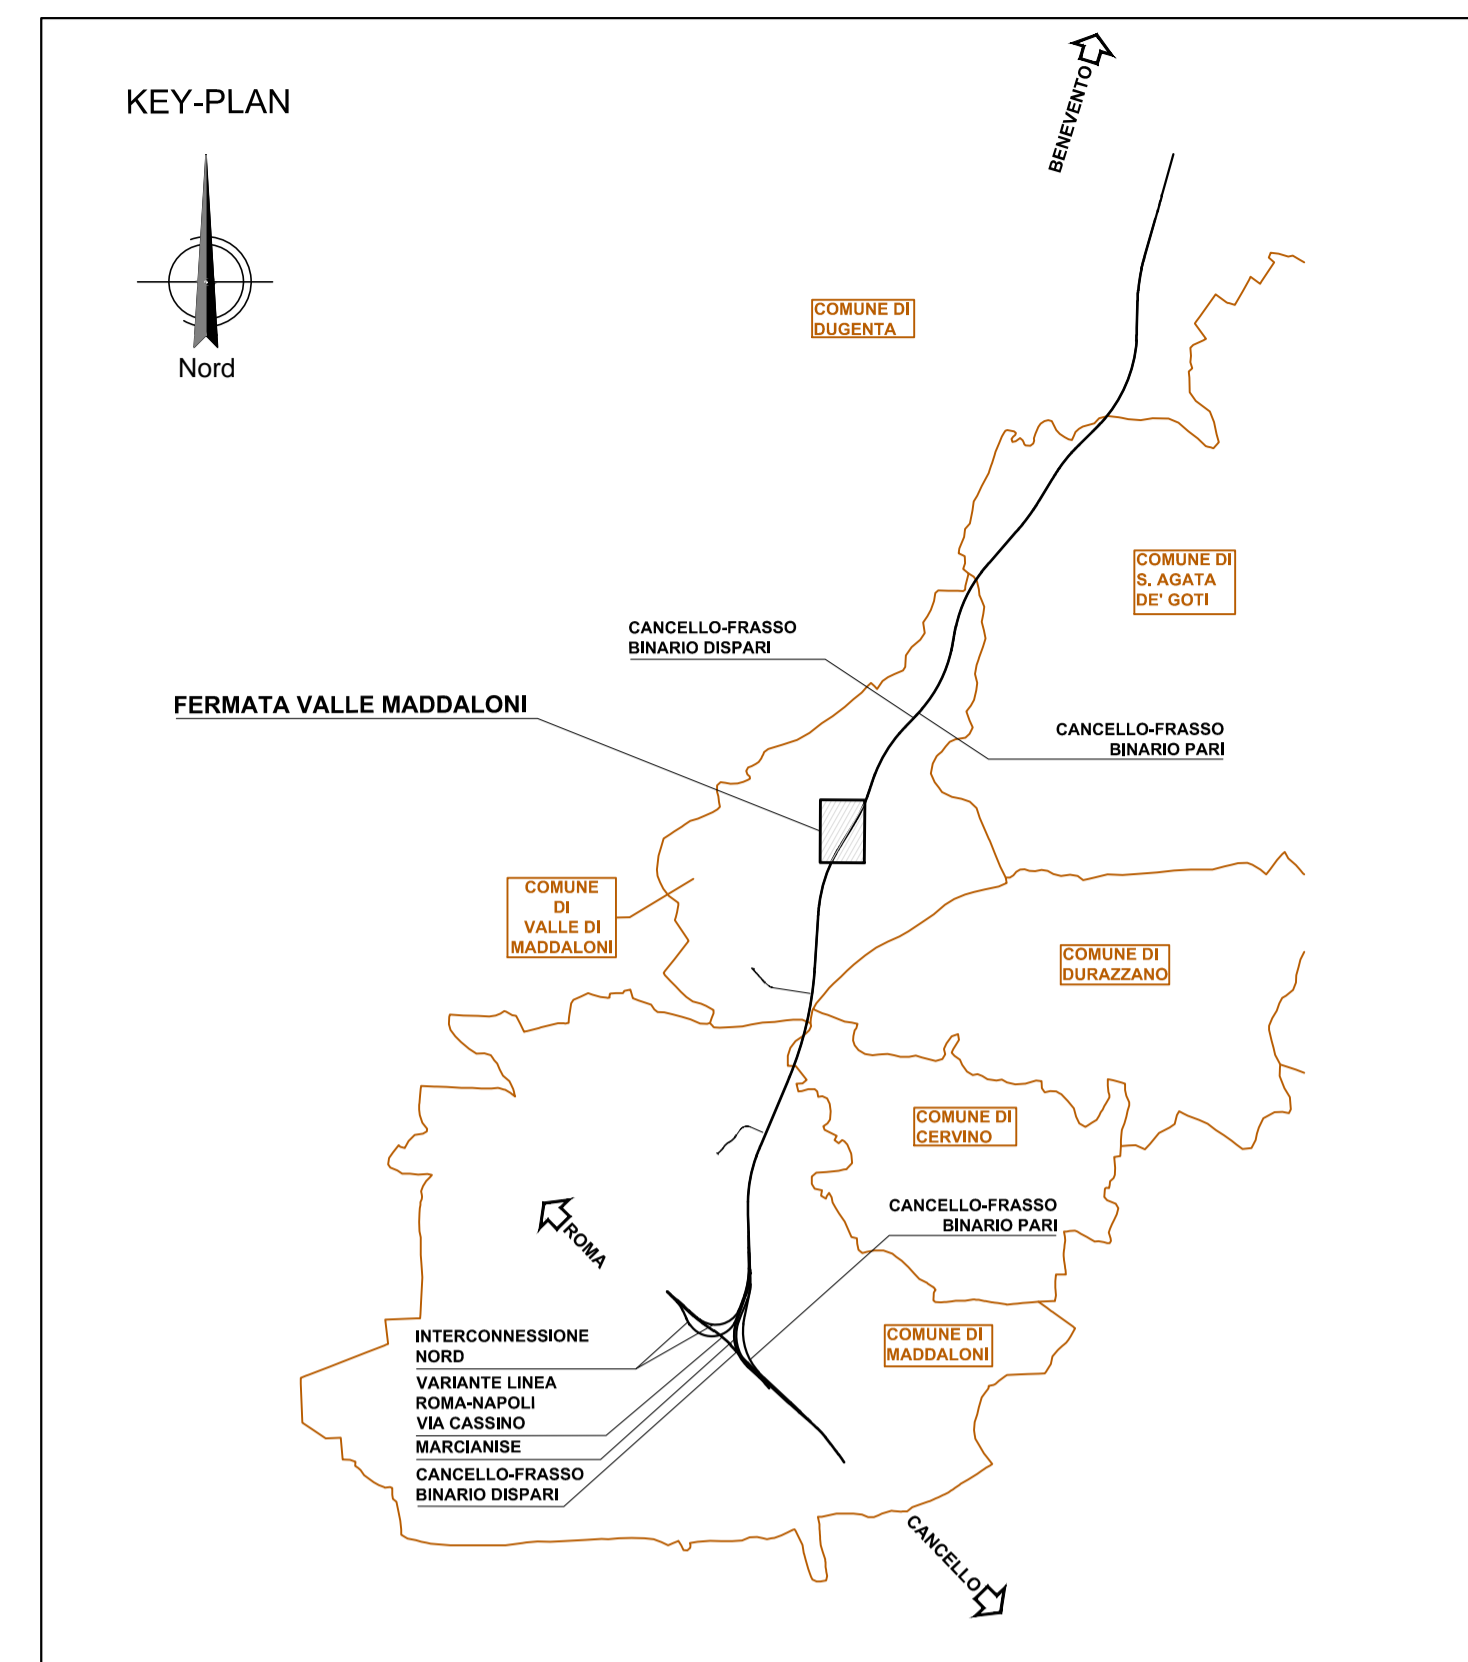 KEY-PLAN
Nord
BENEVENTO
COMUNE DI
DUGENTA
COMUNE DI
S. AGATA
DE' GOTI
CANCELLO-FRASSO
BINARIO DISPARI
FERMATA VALLE MADDALONI
CANCELLO-FRASSO
BINARIO PARI
COMUNE
DI
VALLE DI
MADDALONI
COMUNE DI
DURAZZANO
COMUNE DI
CERVINO
CANCELLO-FRASSO
BINARIO PARI
ROMA
INTERCONNESSIONE
NORD
COMUNE DI
MADDALONI
VARIANTE LINEA
ROMA-NAPOLI
VIA CASSINO
MARCIANISE
CANCELLO-FRASSO
BINARIO DISPARI
CANCELLO